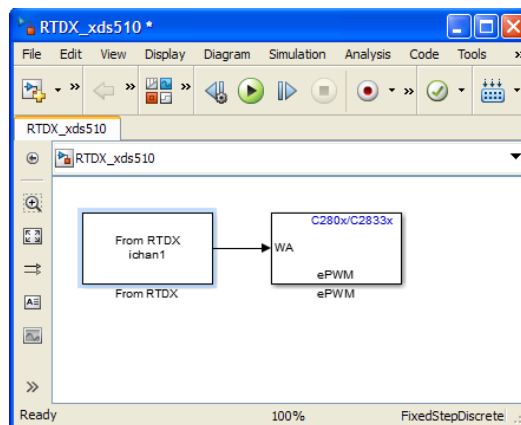 RTDX_xds510 *
File Edit View Display Diagram Simulation Analysis Code Tools »
» » » »
RTDX_xds510
RTDX_xds510
From RTDX
ichan1
From RTDX
C280x/C2833x
WA
ePWM
ePWM
»
Ready 100% FixedStepDiscrete